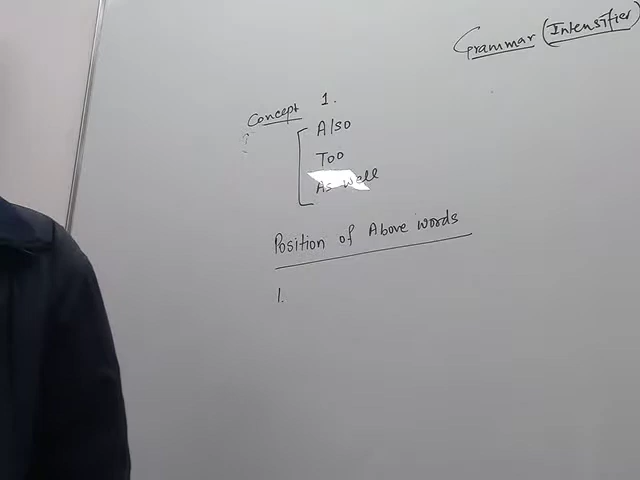 Grammar (Intensifier)
Concept 1.
Also
Too
As well
Position of Above words
1.